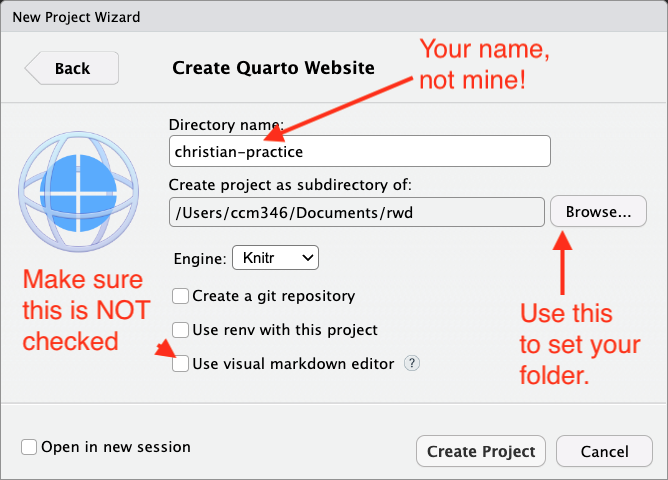 New Project Wizard
Back
Create Quarto Website
Your name,
not mine!
Directory name:
christian-practice
Create project as subdirectory of:
/Users/ccm346/Documents/rwd
Browse...
Engine:
Knitr
Make sure
this is NOT
checked
Create a git repository
Use renv with this project
Use visual markdown editor
?
Use this
to set your
folder.
Open in new session
Create Project
Cancel